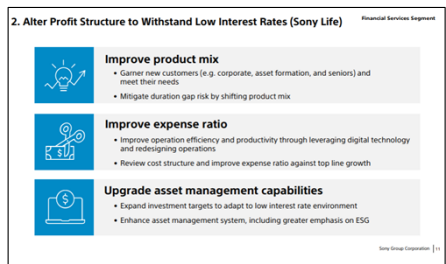 2. Alter Profit Structure to Withstand Low Interest Rates (Sony Life)
Financial Services Segment
Improve product mix
• Garner new customers (e.g. corporate, asset formation, and seniors) and
meet their needs
• Mitigate duration gap risk by shifting product mix
Improve expense ratio
• Improve operation efficiency and productivity through leveraging digital technology
and redesigning operations
• Review cost structure and improve expense ratio against top line growth
Upgrade asset management capabilities
• Expand investment targets to adapt to low interest rate environment
• Enhance asset management system, including greater emphasis on ESG
Sony Group Corporation 11